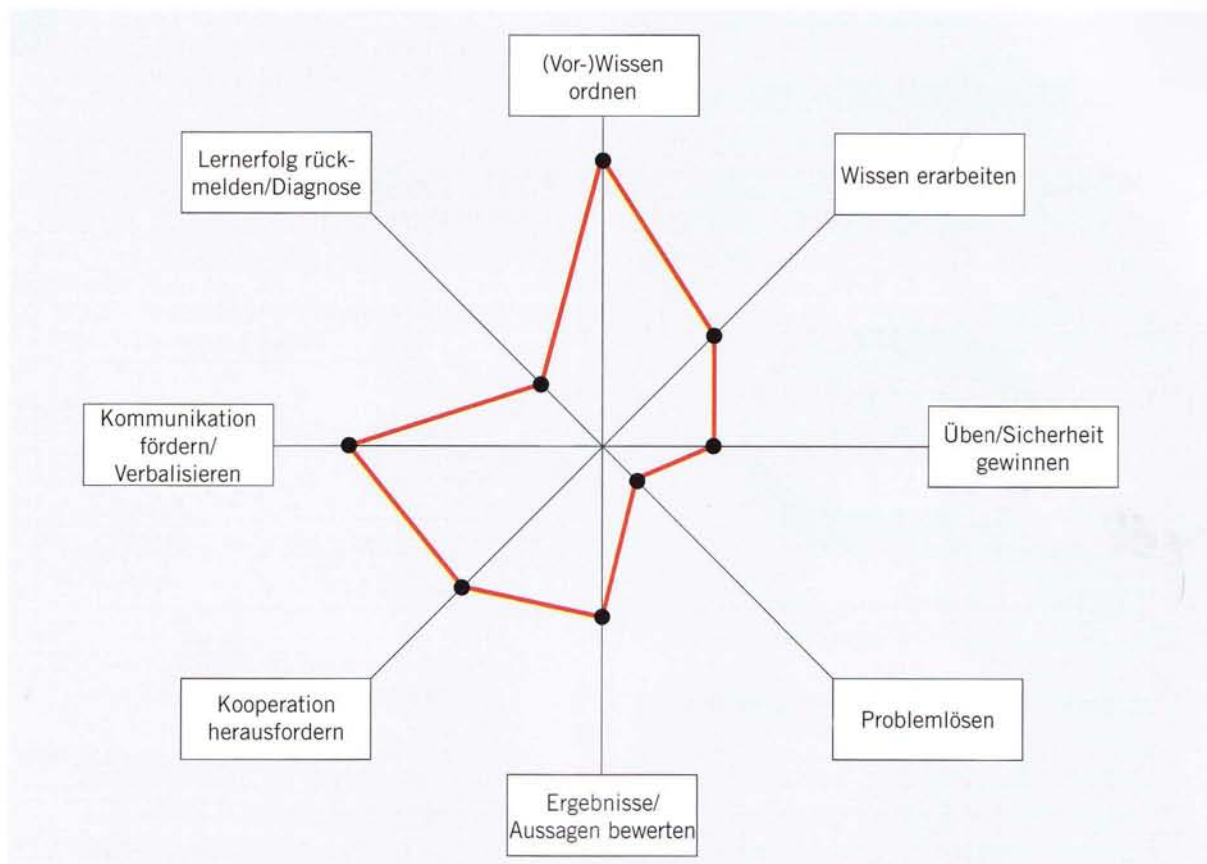 (Vor-)Wissen
ordnen
Lernerfolg rück-
melden/Diagnose
Wissen erarbeiten
Kommunikation
fördern/
Verbalisieren
Üben/Sicherheit
gewinnen
Kooperation
herausfordern
Problemlösen
Ergebnisse/
Aussagen bewerten